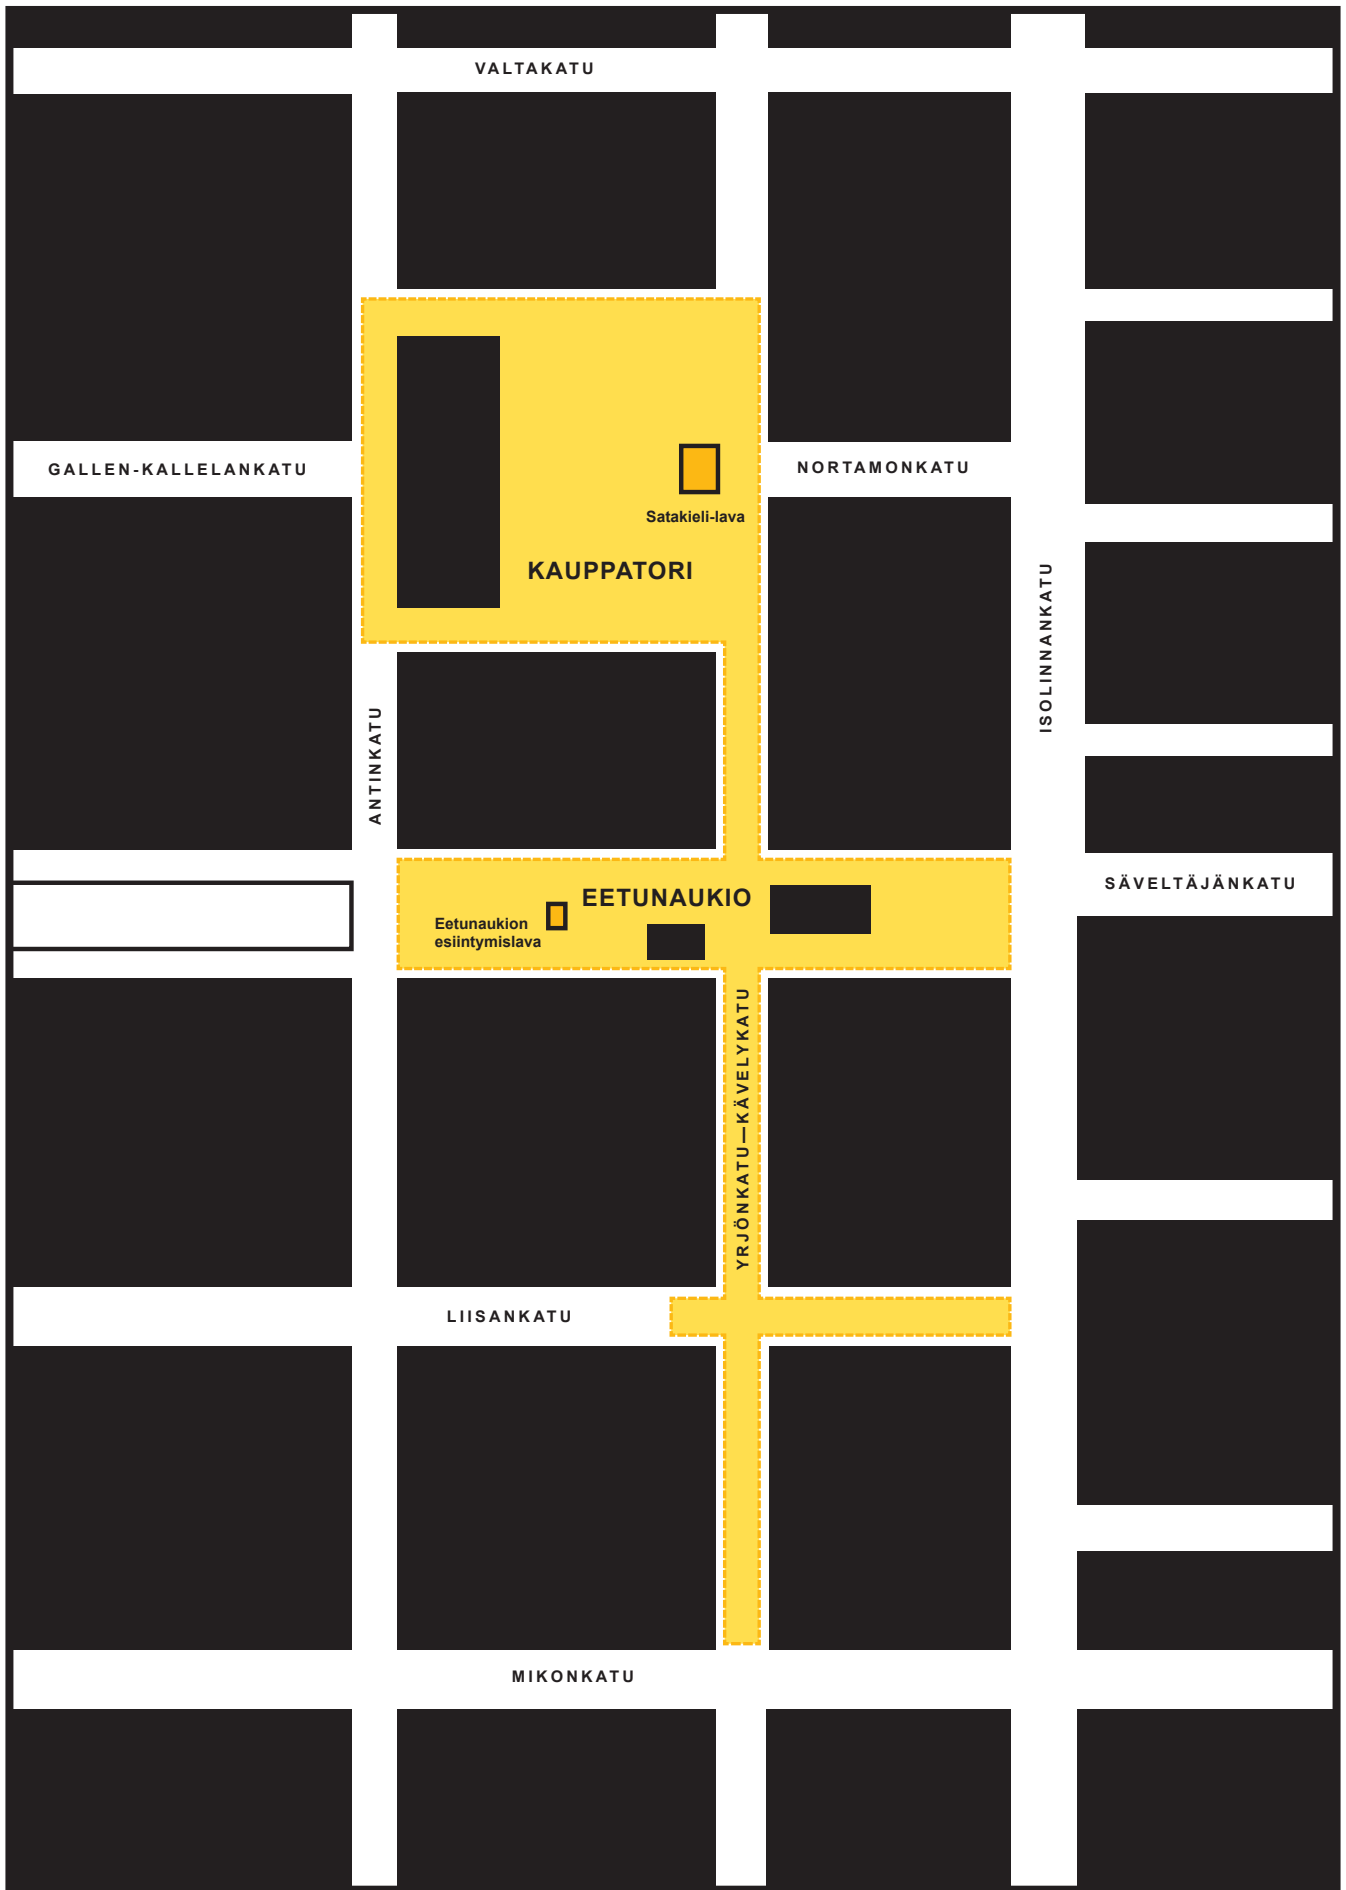 VALTAKATU
GALLEN-KALLELANKATU
NORTAMONKATU
Satakieli-lava
KAUPPATORI
ISOLINNANKATU
ANTINKATU
EETUNAUKIO
SÄVELTÄJÄNKATU
Eetunaukion
esiintymislava
YRJÖNKATU—KÄVELYKATU
LIISANKATU
MIKONKATU